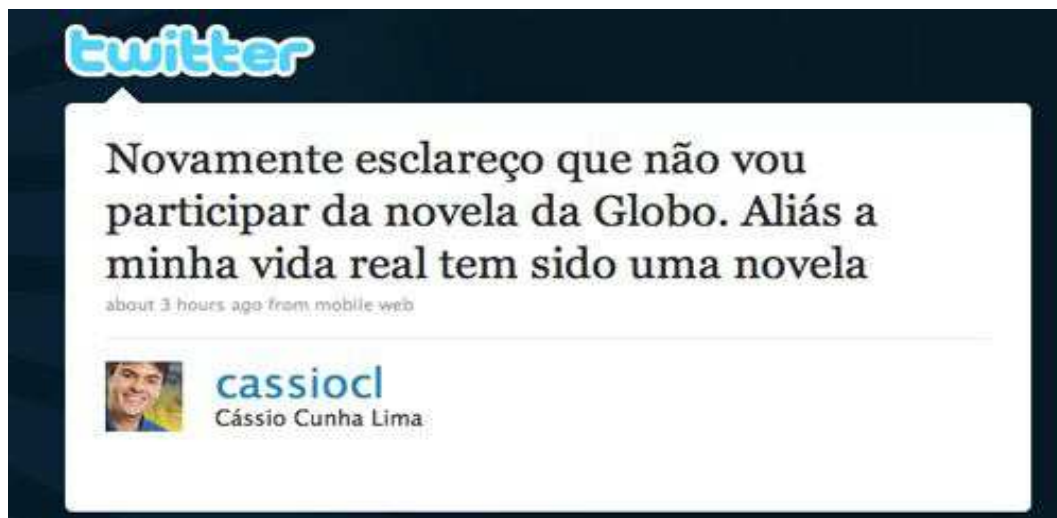 twitter
Novamente esclareço que não vou
participar da novela da Globo. Aliás a
minha vida real tem sido uma novela
about 3 hours ago from mobile web
cassiocl
Cássio Cunha Lima